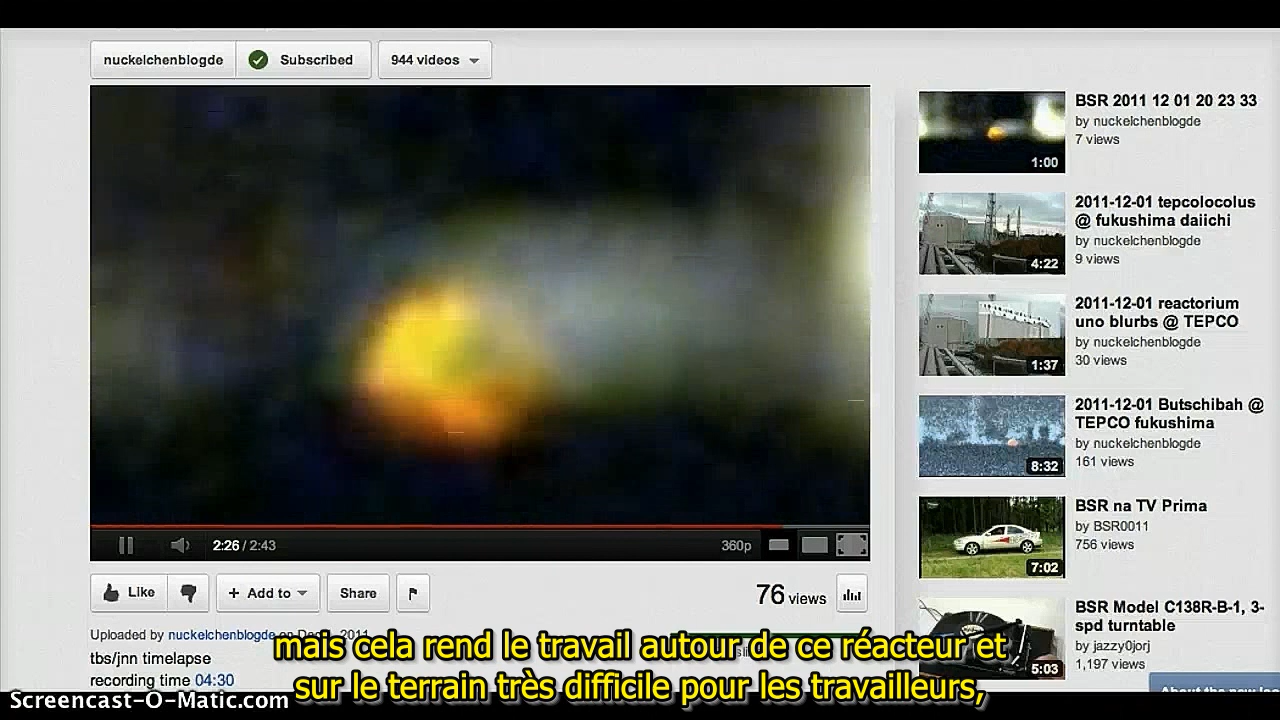 nuckelchenblogde
Subscribed
944 videos
2:26 / 2:43
360p
Like
Add to
Share
76 views
Uploaded by nuckelchenblogde on Dec 2011
tbs/jnn timelapse
recording time 04:30
BSR 2011 12 01 20 23 33
by nuckelchenblogde
7 views
1:00
2011-12-01 tepcolocolus
@ fukushima daiichi
by nuckelchenblogde
9 views
4:22
2011-12-01 reactorium
uno blurbs @ TEPCO
by nuckelchenblogde
30 views
1:37
2011-12-01 Butschibah @
TEPCO fukushima
by nuckelchenblogde
161 views
8:32
BSR na TV Prima
by BSR0011
756 views
7:02
BSR Model C138R-B-1, 3-
spd turntable
by jazzy0jorj
1,197 views
5:03
mais cela rend le travail autour de ce réacteur et
sur le terrain très difficile pour les travailleurs,
Screencast-O-Matic.com